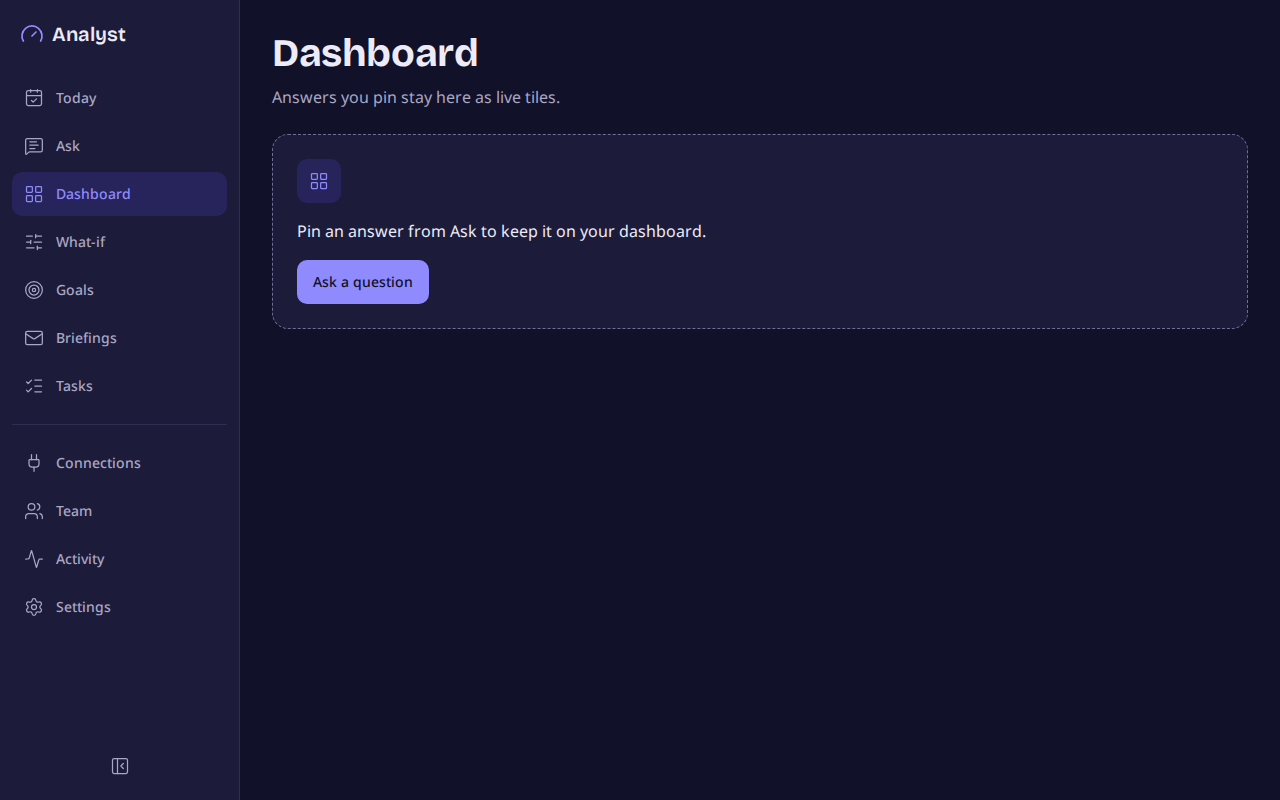 Analyst
Today
Ask
Dashboard
What-if
Goals
Briefings
Tasks
Connections
Team
Activity
Settings
Dashboard
Answers you pin stay here as live tiles.
Pin an answer from Ask to keep it on your dashboard.
Ask a question